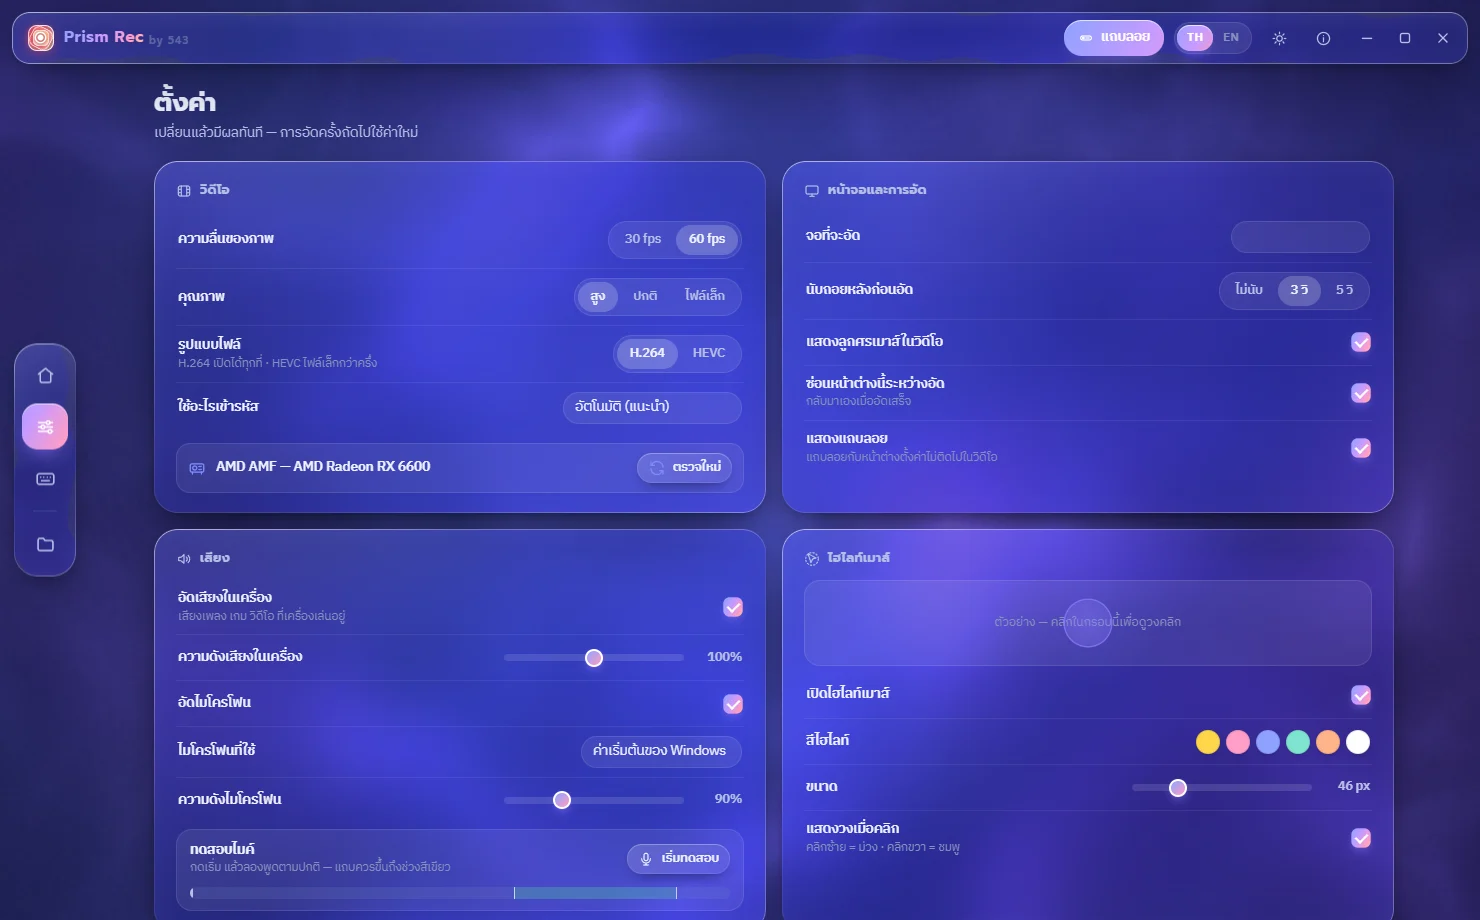 Prism Rec by 543
แถบลอย
TH EN
ตั้งค่า
เปลี่ยนแล้วมีผลทันที — การอัดครั้งถัดไปใช้ค่าใหม่
วิดีโอ
ความลื่นของภาพ
30 fps 60 fps
คุณภาพ
สูง ปกติ ไฟล์เล็ก
รูปแบบไฟล์
H.264 เปิดได้ทุกที่ · HEVC ไฟล์เล็กกว่าครึ่ง
H.264 HEVC
ใช้อะไรเข้ารหัส
อัตโนมัติ (แนะนำ)
AMD AMF — AMD Radeon RX 6600
ตรวจใหม่
หน้าจอและการอัด
จอที่จะอัด
นับถอยหลังก่อนอัด
ไม่นับ 3 วิ 5 วิ
แสดงลูกศรเมาส์ในวิดีโอ
ซ่อนหน้าต่างนี้ระหว่างอัด
กลับมาเองเมื่ออัดเสร็จ
แสดงแถบลอย
แถบลอยกับหน้าต่างตั้งค่าไม่ติดไปในวิดีโอ
เสียง
อัดเสียงในเครื่อง
เสียงเพลง เกม วิดีโอ ที่เครื่องเล่นอยู่
ความดังเสียงในเครื่อง
100%
อัดไมโครโฟน
ไมโครโฟนที่ใช้
ค่าเริ่มต้นของ Windows
ความดังไมโครโฟน
90%
ทดสอบไมค์
กดเริ่ม แล้วลองพูดตามปกติ — แถบควรขึ้นถึงช่วงสีเขียว
เริ่มทดสอบ
ไฮไลท์เมาส์
ตัวอย่าง — คลิกในกรอบนี้เพื่อดูวงคลิก
เปิดไฮไลท์เมาส์
สีไฮไลท์
ขนาด
46 px
แสดงวงเมื่อคลิก
คลิกซ้าย = ม่วง · คลิกขวา = ชมพู